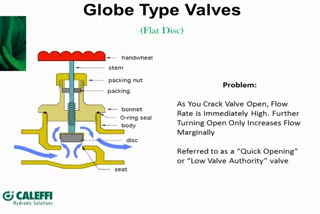 Globe Type Valves
(Flat Disc)
handwheel
stem
packing nut
packing
bonnet
O-ring seal
body
disc
seat
Problem:
As You Crack Valve Open, Flow
Rate is Immediately High. Further
Turning Open Only Increases Flow
Marginally
Referred to as a “Quick Opening”
or “Low Valve Authority” valve
CALEFFI
Hydronic Solutions